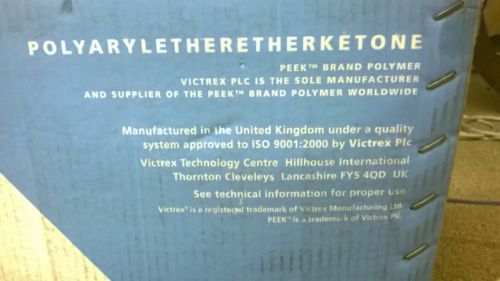 POLYARYLETHERETHERKETONE
PEEK™ BRAND POLYMER
VICTREX PLC IS THE SOLE MANUFACTURER
AND SUPPLIER OF THE PEEK™ BRAND POLYMER WORLDWIDE
Manufactured in the United Kingdom under a quality
system approved to ISO 9001:2000 by Victrex Plc
Victrex Technology Centre Hillhouse International
Thornton Cleveleys Lancashire FY5 4QD UK
See technical information for proper use
Victrex® is a registered trademark of Victrex Manufacturing Ltd.
PEEK™ is a trademark of Victrex Plc.